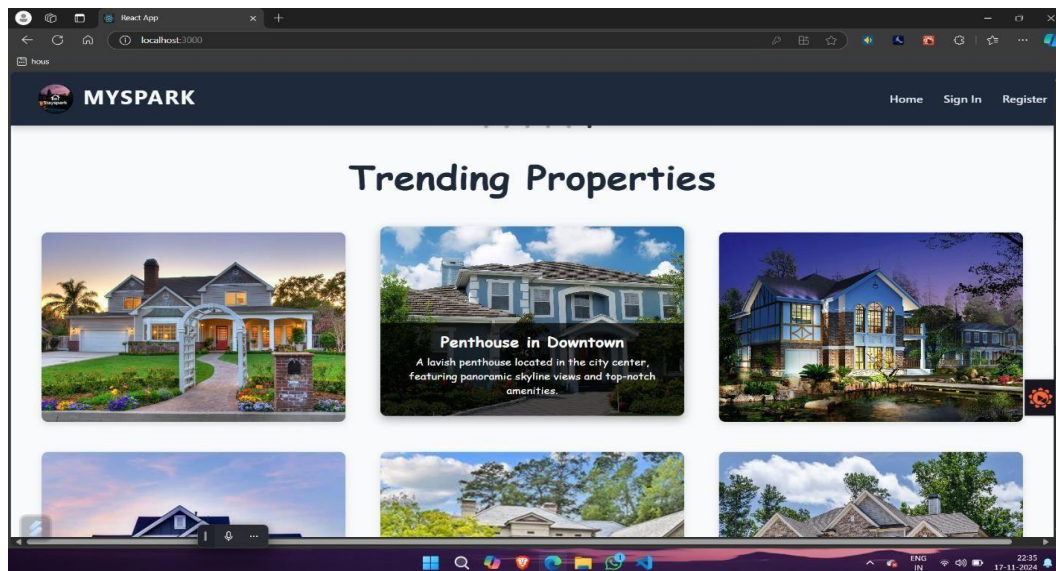 React App
localhost:3000
hous
MYSPARK
Home Sign In Register
Trending Properties
Penthouse in Downtown
A lavish penthouse located in the city center,
featuring panoramic skyline views and top-notch
amenities.
ENG
IN
22:35
17-11-2024